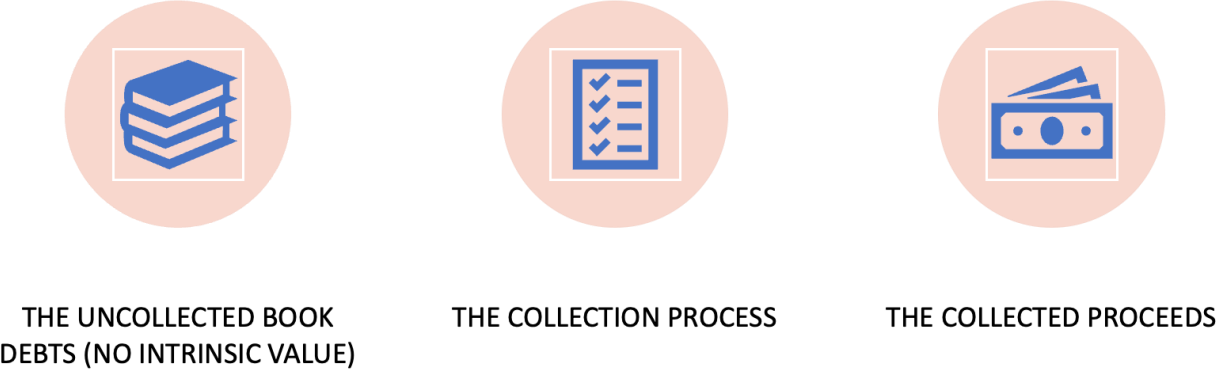 THE UNCOLLECTED BOOK
DEBTS (NO INTRINSIC VALUE)
THE COLLECTION PROCESS
THE COLLECTED PROCEEDS